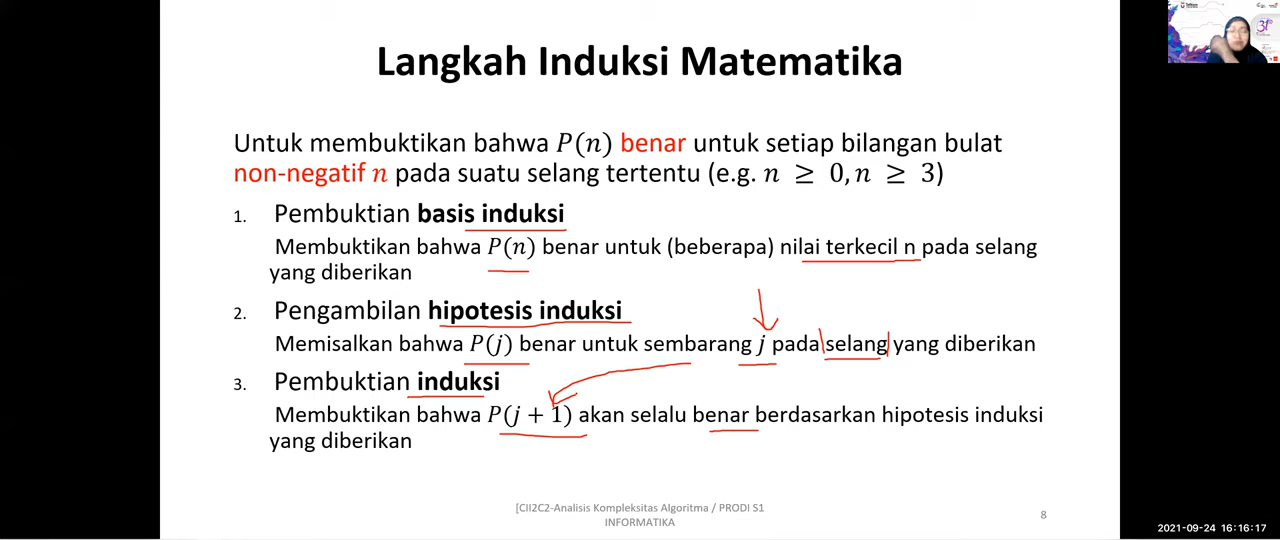 Langkah Induksi Matematika
Untuk membuktikan bahwa P(n) benar untuk setiap bilangan bulat
non-negatif n pada suatu selang tertentu (e.g. n ≥ 0, n ≥ 3)
1. Pembuktian basis induksi
Membuktikan bahwa P(n) benar untuk (beberapa) nilai terkecil n pada selang
yang diberikan
2. Pengambilan hipotesis induksi
Memisalkan bahwa P(j) benar untuk sembarang j pada selang yang diberikan
3. Pembuktian induksi
Membuktikan bahwa P(j + 1) akan selalu benar berdasarkan hipotesis induksi
yang diberikan
[CII2C2-Analisis Kompleksitas Algoritma / PRODI S1
INFORMATIKA
8
2021-09-24 16:16:17